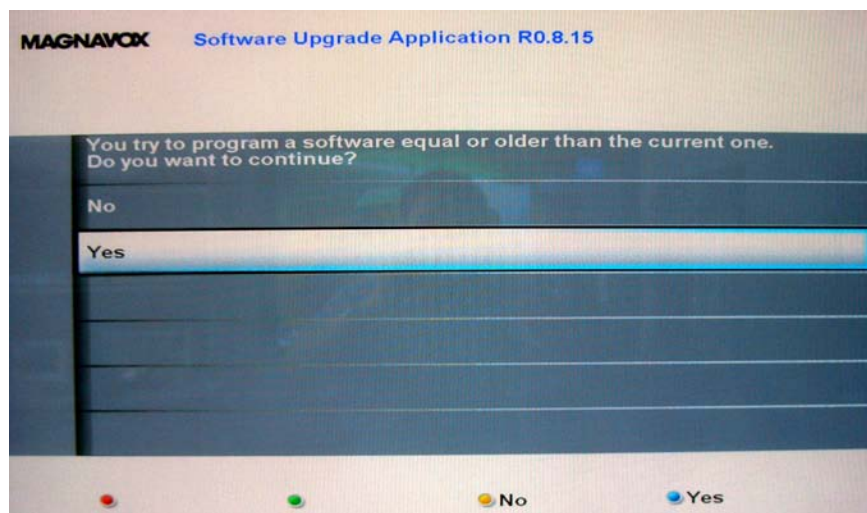 MAGNAVOX Software Upgrade Application R0.8.15
You try to program a software equal or older than the current one.
Do you want to continue?
No
Yes
No Yes